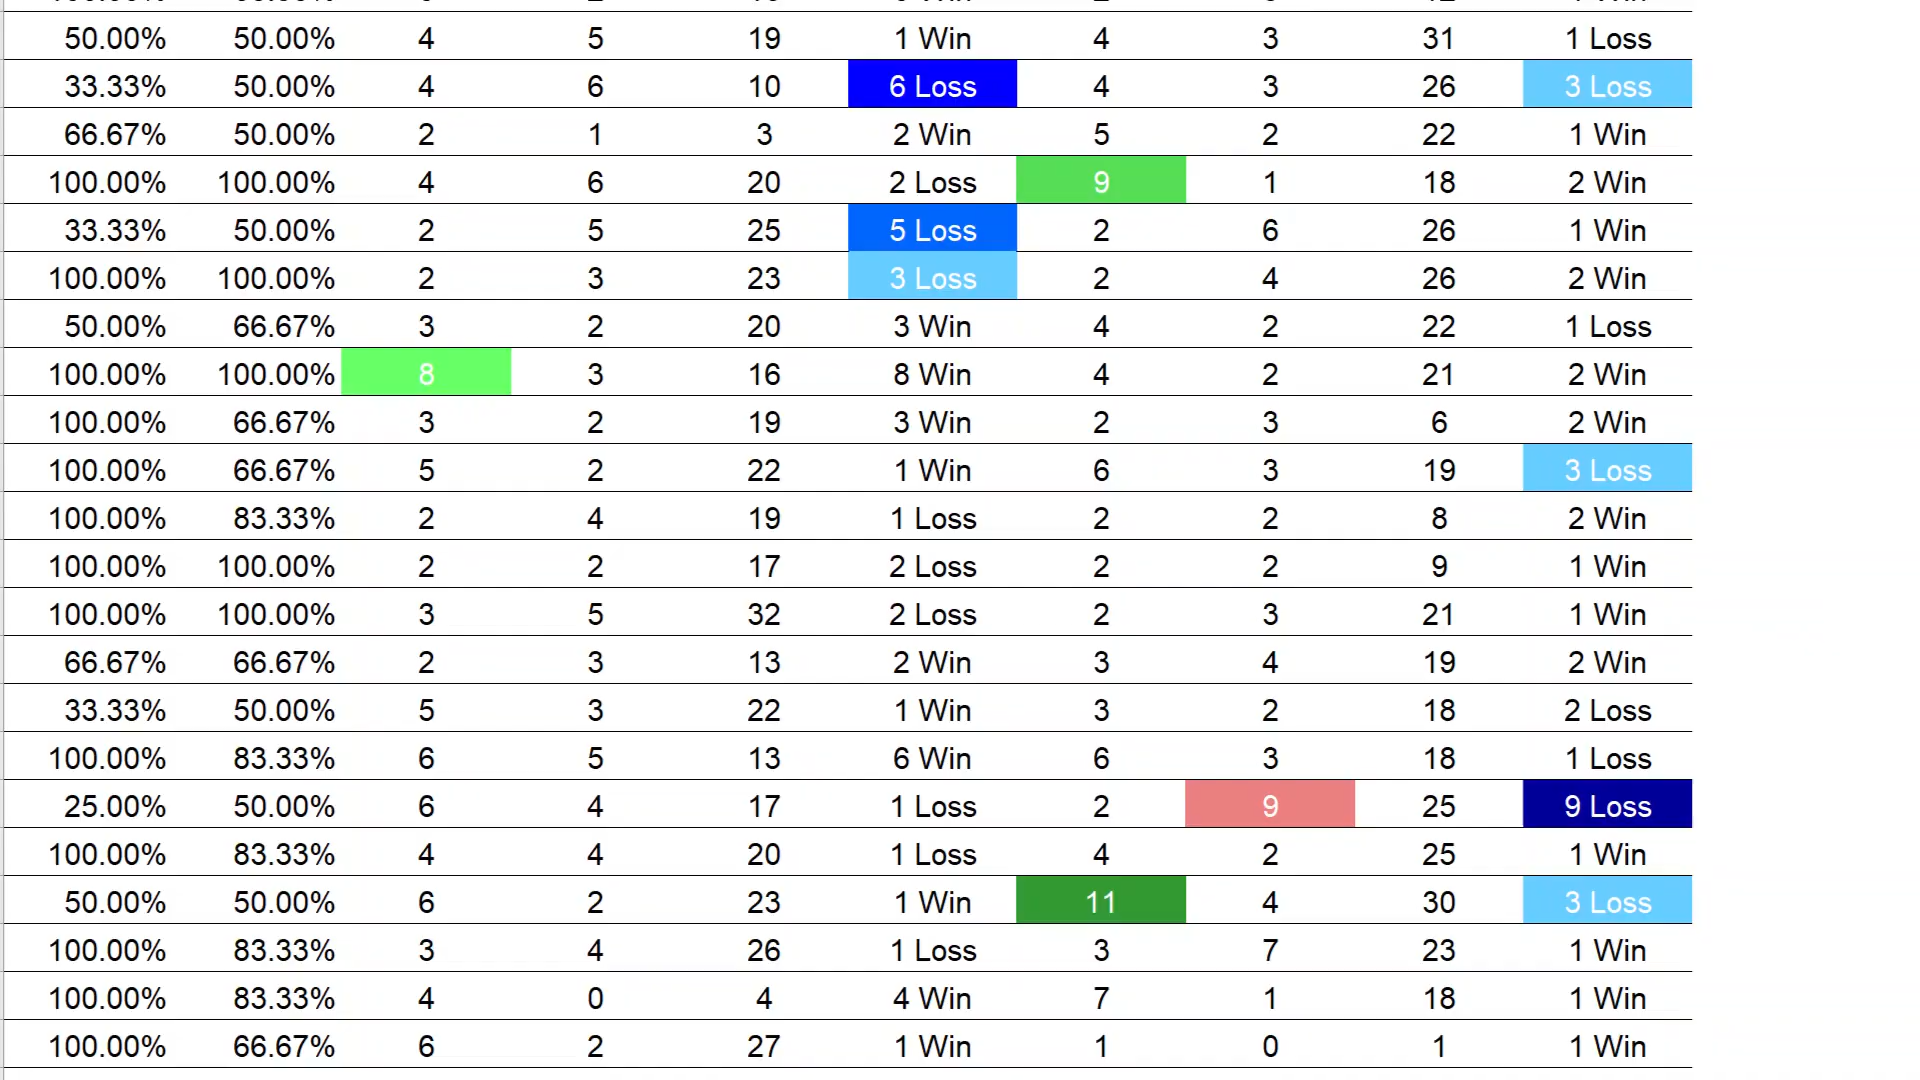 50.00% 50.00% 4 5 19 1 Win 4 3 31 1 Loss
33.33% 50.00% 4 6 10 6 Loss 4 3 26 3 Loss
66.67% 50.00% 2 1 3 2 Win 5 2 22 1 Win
100.00% 100.00% 4 6 20 2 Loss 9 1 18 2 Win
33.33% 50.00% 2 5 25 5 Loss 2 6 26 1 Win
100.00% 100.00% 2 3 23 3 Loss 2 4 26 2 Win
50.00% 66.67% 3 2 20 3 Win 4 2 22 1 Loss
100.00% 100.00% 8 3 16 8 Win 4 2 21 2 Win
100.00% 66.67% 3 2 19 3 Win 2 3 6 2 Win
100.00% 66.67% 5 2 22 1 Win 6 3 19 3 Loss
100.00% 83.33% 2 4 19 1 Loss 2 2 8 2 Win
100.00% 100.00% 2 2 17 2 Loss 2 2 9 1 Win
100.00% 100.00% 3 5 32 2 Loss 2 3 21 1 Win
66.67% 66.67% 2 3 13 2 Win 3 4 19 2 Win
33.33% 50.00% 5 3 22 1 Win 3 2 18 2 Loss
100.00% 83.33% 6 5 13 6 Win 6 3 18 1 Loss
25.00% 50.00% 6 4 17 1 Loss 2 9 25 9 Loss
100.00% 83.33% 4 4 20 1 Loss 4 2 25 1 Win
50.00% 50.00% 6 2 23 1 Win 11 4 30 3 Loss
100.00% 83.33% 3 4 26 1 Loss 3 7 23 1 Win
100.00% 83.33% 4 0 4 4 Win 7 1 18 1 Win
100.00% 66.67% 6 2 27 1 Win 1 0 1 1 Win